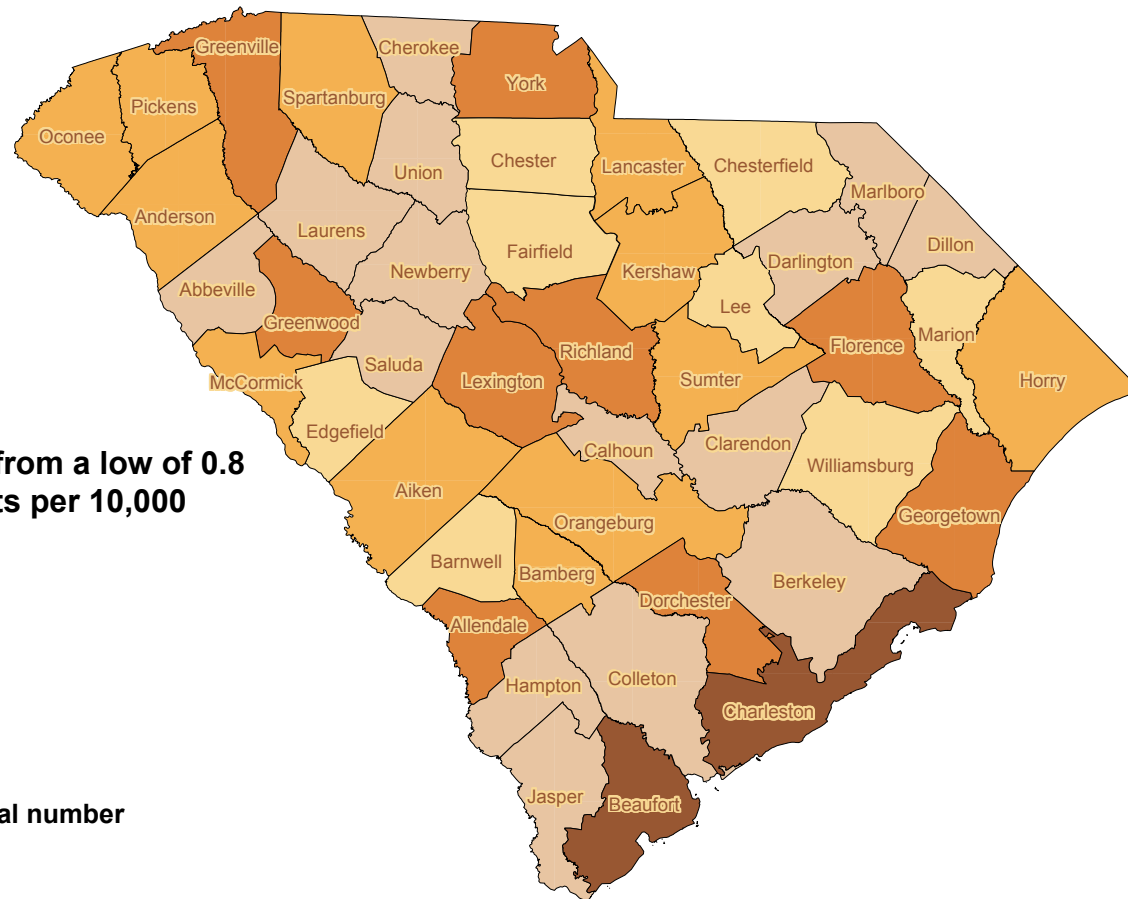 Greenville
Cherokee
York
Pickens
Spartanburg
Oconee
Chester
Lancaster
Chesterfield
Union
Marlboro
Anderson
Laurens
Dillon
Fairfield
Darlington
Newberry
Kershaw
Abbeville
Lee
Greenwood
Marion
Richland
Florence
Saluda
McCormick
Lexington
Sumter
Horry
Edgefield
Calhoun
Clarendon
from a low of 0.8
Williamsburg
Aiken
ts per 10,000
Orangeburg
Georgetown
Barnwell
Bamberg
Berkeley
Dorchester
Allendale
Hampton
Colleton
Charleston
Jasper
Beaufort
al number